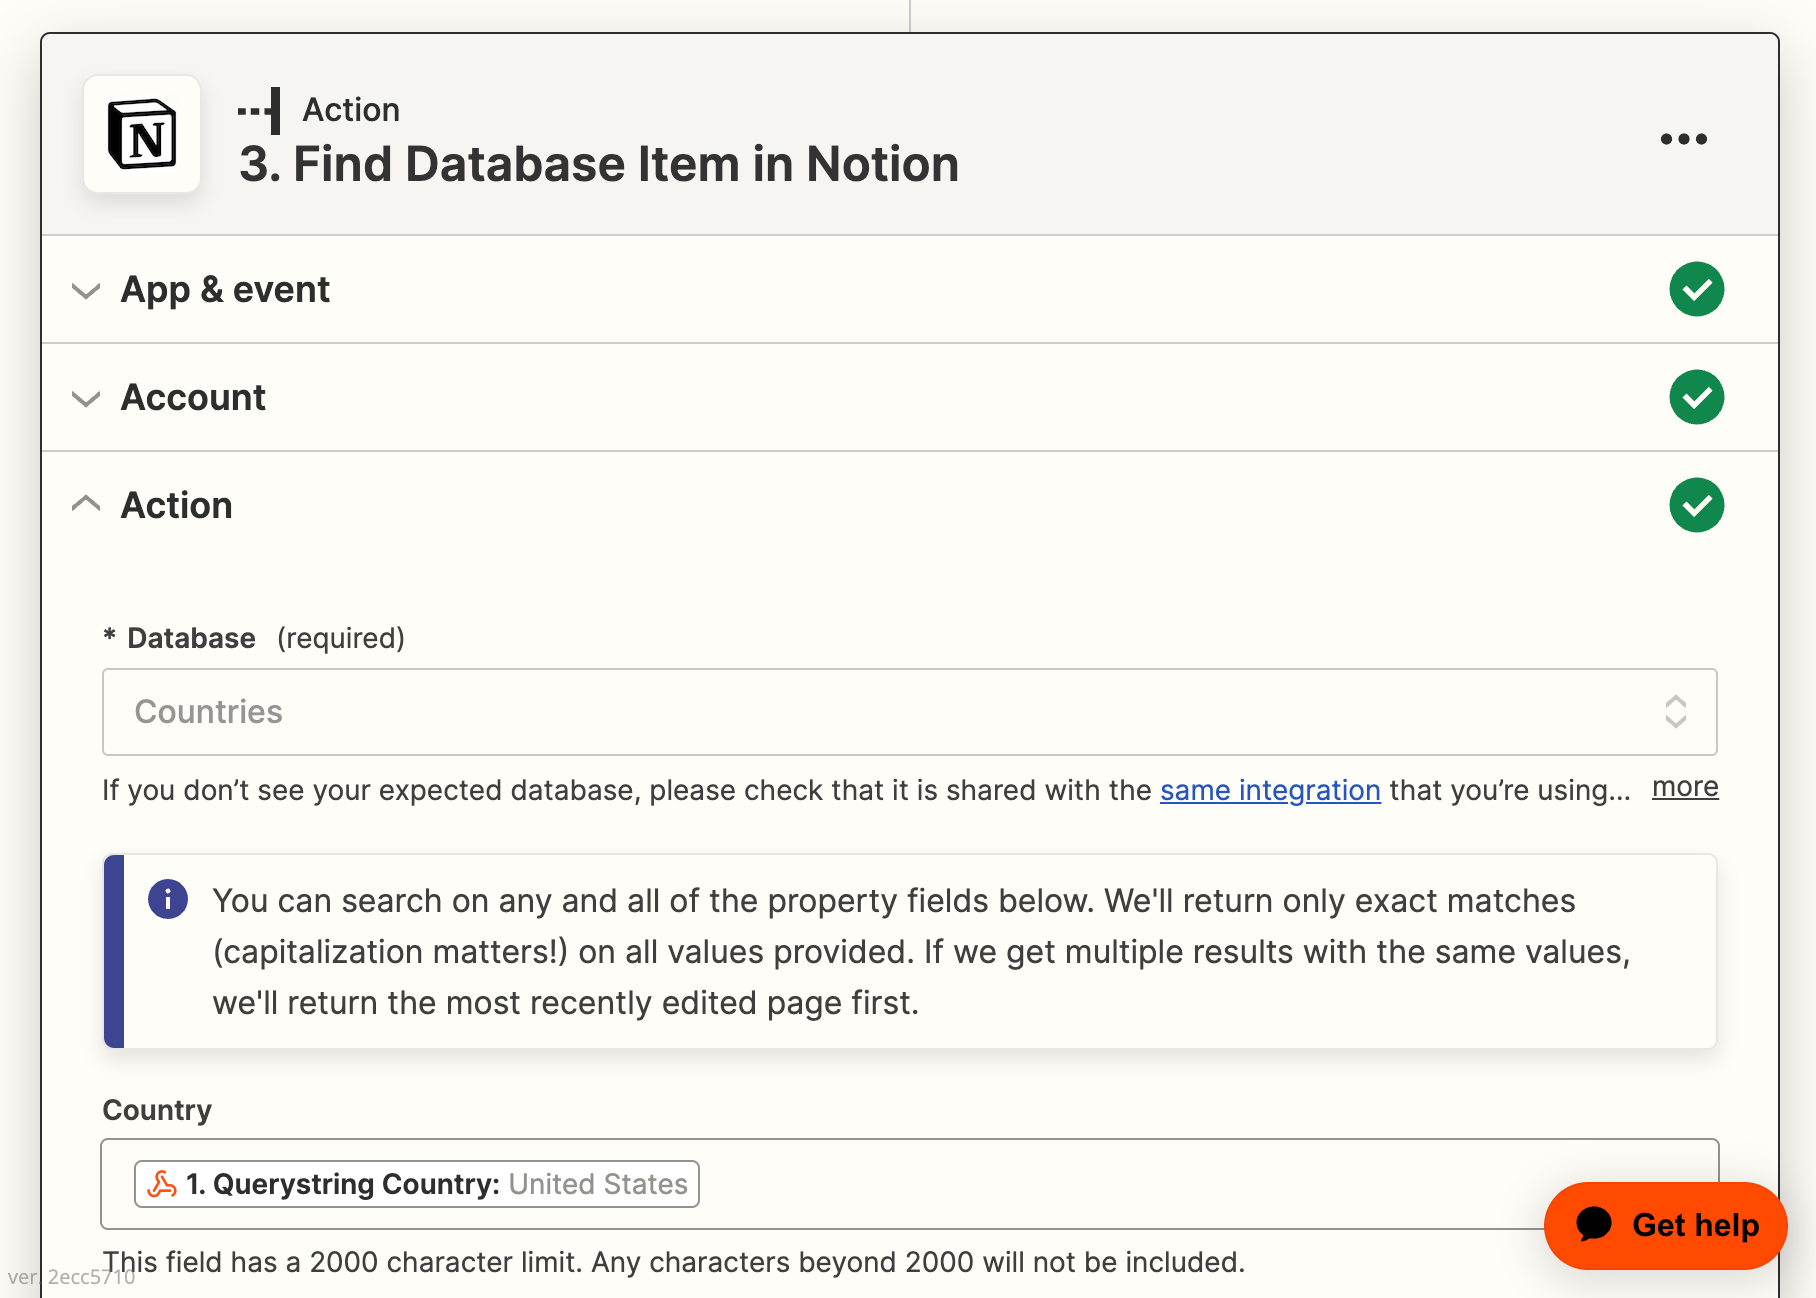 Action
3. Find Database Item in Notion
App & event
Account
Action
* Database (required)
Countries
If you don’t see your expected database, please check that it is shared with the same integration that you’re using... more
You can search on any and all of the property fields below. We'll return only exact matches
(capitalization matters!) on all values provided. If we get multiple results with the same values,
we'll return the most recently edited page first.
Country
1. Querystring Country: United States
Get help
This field has a 2000 character limit. Any characters beyond 2000 will not be included.
ver. 2ecc5710